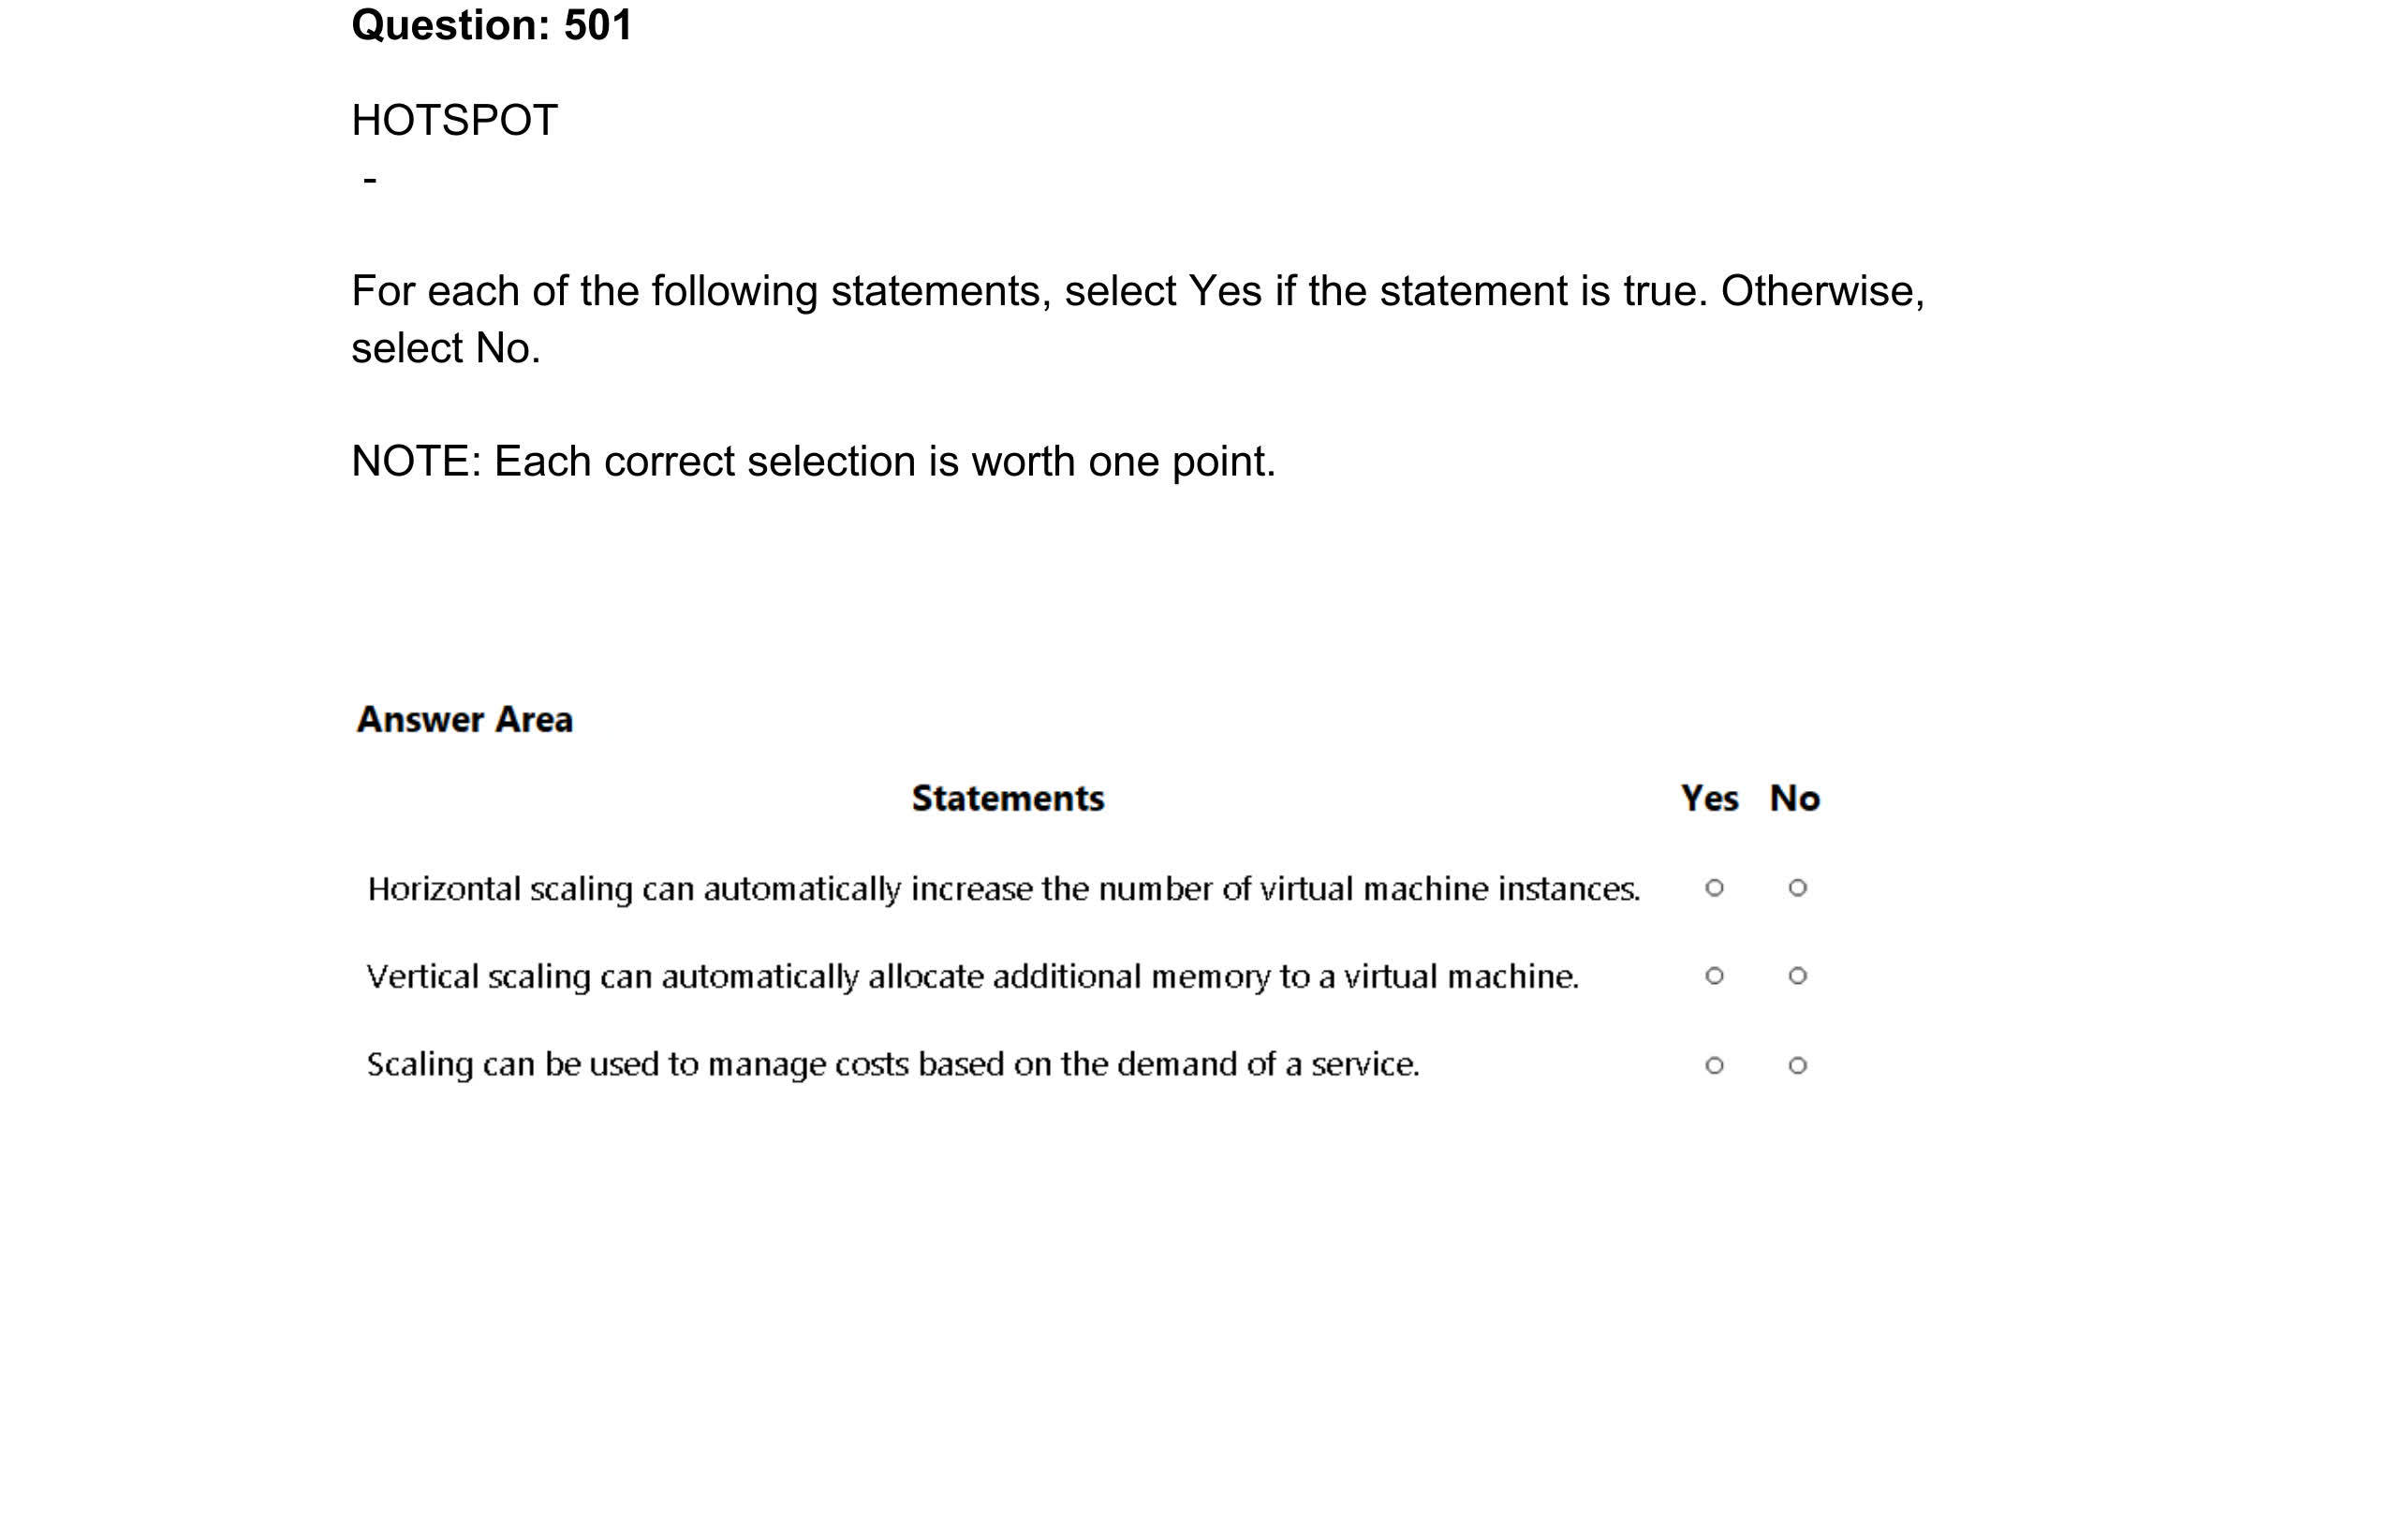 Question: 501
HOTSPOT
-
For each of the following statements, select Yes if the statement is true. Otherwise,
select No.
NOTE: Each correct selection is worth one point.
Answer Area
Statements Yes No
Horizontal scaling can automatically increase the number of virtual machine instances.
Vertical scaling can automatically allocate additional memory to a virtual machine.
Scaling can be used to manage costs based on the demand of a service.